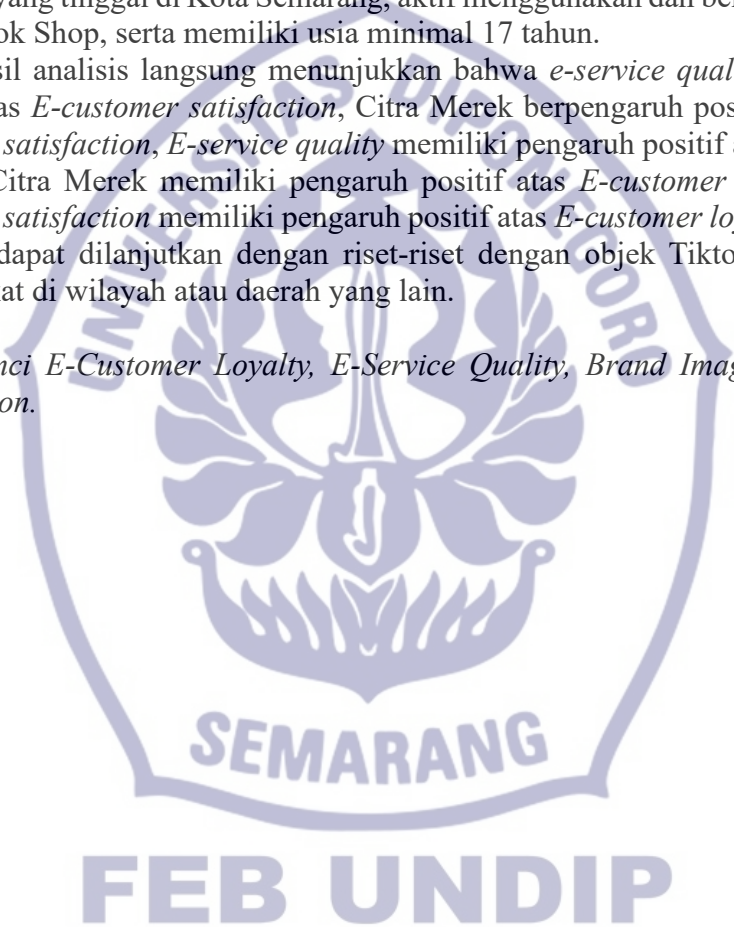 yang tinggal di Kota Semarang, aktif menggunakan dan ber
ok Shop, serta memiliki usia minimal 17 tahun.
sil analisis langsung menunjukkan bahwa e-service qual
as E-customer satisfaction, Citra Merek berpengaruh pos
satisfaction, E-service quality memiliki pengaruh positif a
Citra Merek memiliki pengaruh positif atas E-customer
satisfaction memiliki pengaruh positif atas E-customer lo
dapat dilanjutkan dengan riset-riset dengan objek Tikto
kat di wilayah atau daerah yang lain.
nci E-Customer Loyalty, E-Service Quality, Brand Imag
on.
UNIVERSITAS DIPONEGORO
SEMARANG
FEB UNDIP